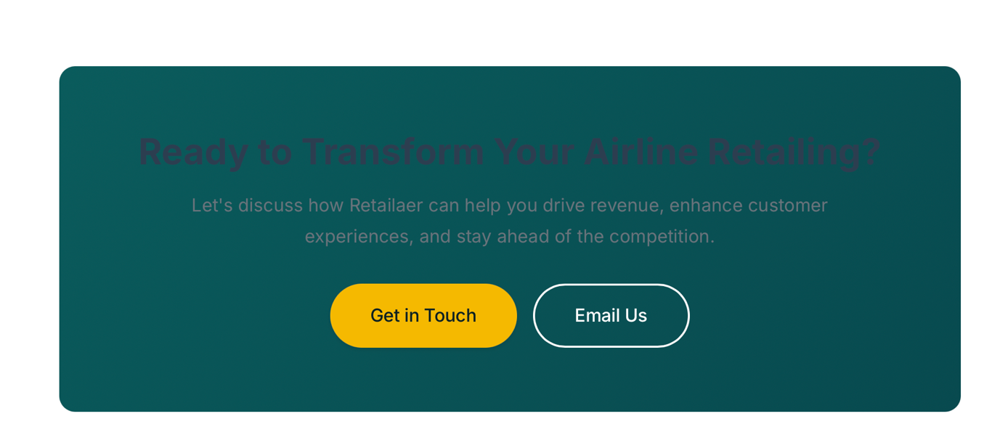 Ready to Transform Your Airline Retailing?
Let's discuss how Retailaer can help you drive revenue, enhance customer
experiences, and stay ahead of the competition.
Get in Touch
Email Us